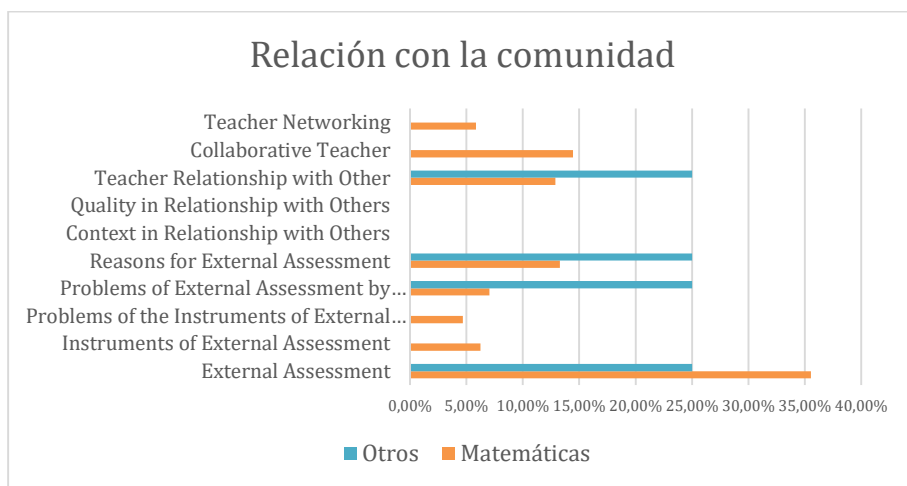 Relación con la comunidad
Teacher Networking
Collaborative Teacher
Teacher Relationship with Other
Quality in Relationship with Others
Context in Relationship with Others
Reasons for External Assessment
Problems of External Assessment by…
Problems of the Instruments of External…
Instruments of External Assessment
External Assessment
0,00% 5,00% 10,00% 15,00% 20,00% 25,00% 30,00% 35,00% 40,00%
Otros Matemáticas